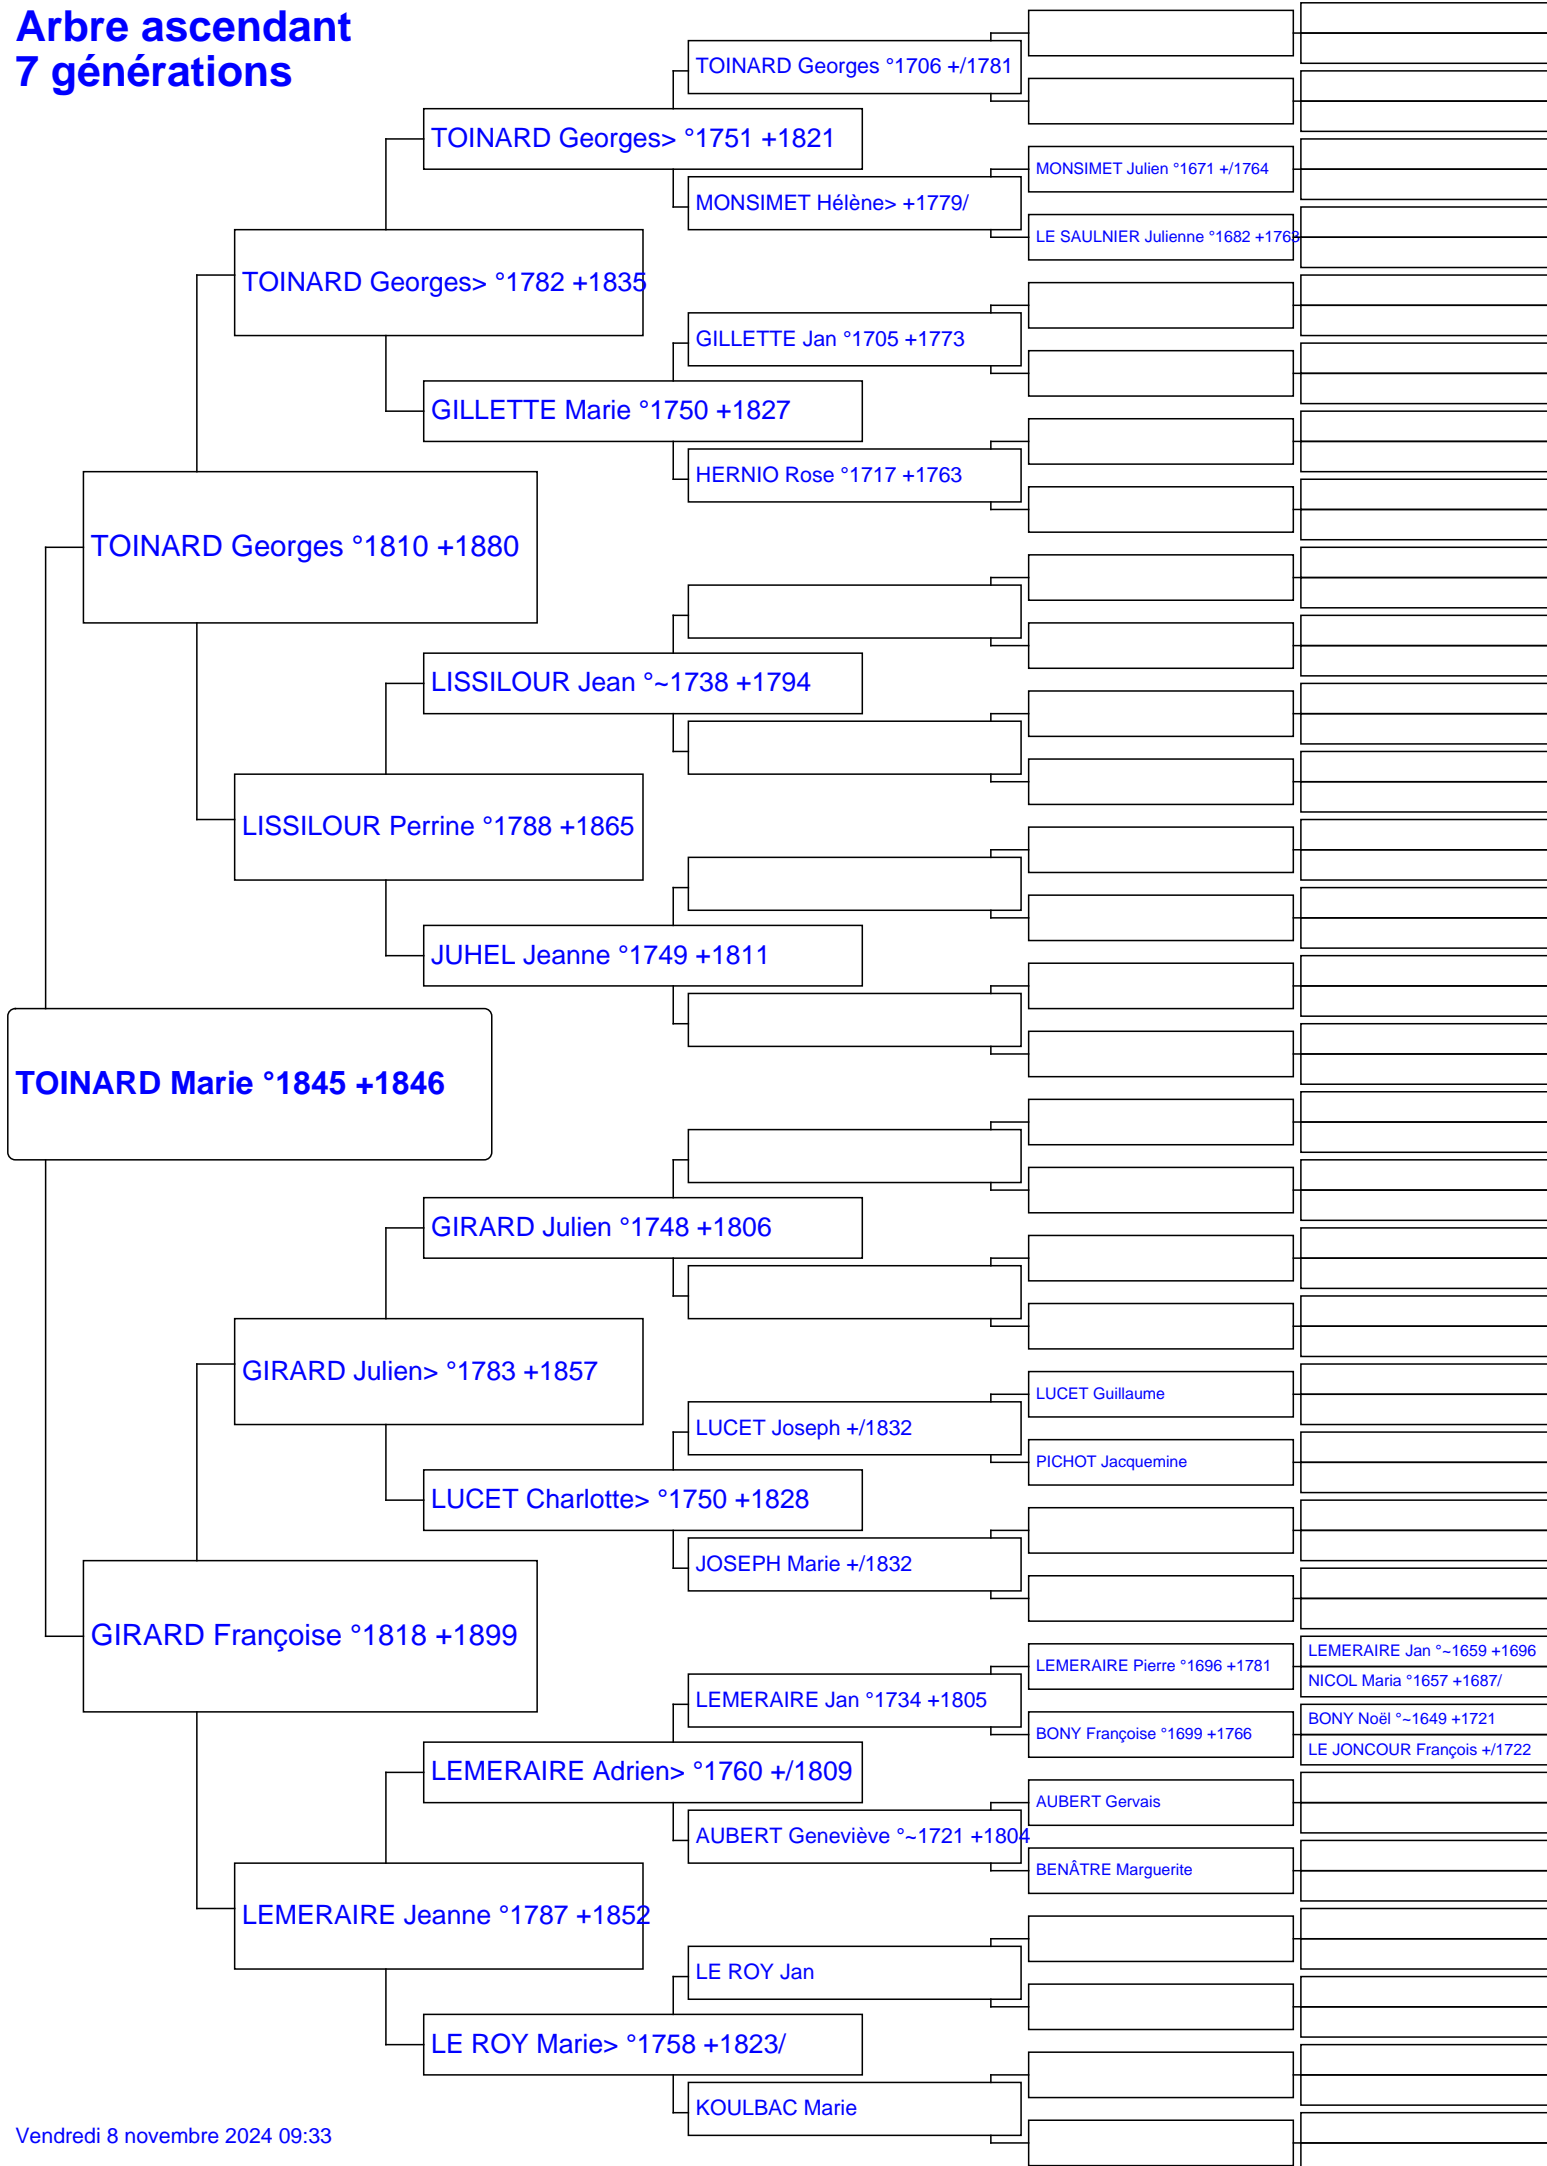 Arbre ascendant
7 générations
TOINARD Georges °1706 +/1781
TOINARD Georges> °1751 +1821
MONSIMET Julien °1671 +/1764
MONSIMET Hélène> +1779/
LE SAULNIER Julienne °1682 +1763
TOINARD Georges> °1782 +1835
GILLETTE Jan °1705 +1773
GILLETTE Marie °1750 +1827
HERNIO Rose °1717 +1763
TOINARD Georges °1810 +1880
LISSILOUR Jean °~1738 +1794
LISSILOUR Perrine °1788 +1865
JUHEL Jeanne °1749 +1811
TOINARD Marie °1845 +1846
GIRARD Julien °1748 +1806
GIRARD Julien> °1783 +1857
LUCET Guillaume
LUCET Joseph +/1832
PICHOT Jacquemine
LUCET Charlotte> °1750 +1828
JOSEPH Marie +/1832
GIRARD Françoise °1818 +1899
LEMERAIRE Jan °~1659 +1696
LEMERAIRE Pierre °1696 +1781
NICOL Maria °1657 +1687/
LEMERAIRE Jan °1734 +1805
BONY Noël °~1649 +1721
BONY Françoise °1699 +1766
LE JONCOUR François +/1722
LEMERAIRE Adrien> °1760 +/1809
AUBERT Gervais
AUBERT Geneviève °~1721 +1804
BENÂTRE Marguerite
LEMERAIRE Jeanne °1787 +1852
LE ROY Jan
LE ROY Marie> °1758 +1823/
KOULBAC Marie
Vendredi 8 novembre 2024 09:33